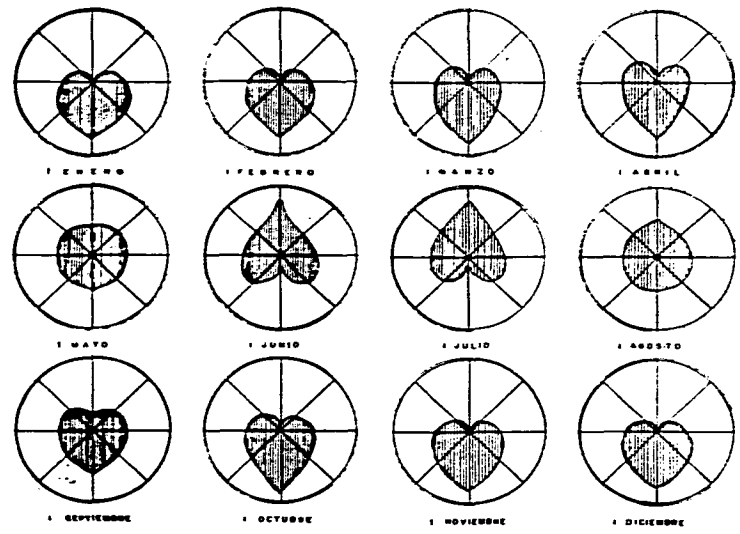 1 ENERO
1 FEBRERO
1 MARZO
1 ABRIL
1 MAYO
1 JUNIO
1 JULIO
1 AGOSTO
1 SEPTIEMBRE
1 OCTUBRE
1 NOVIEMBRE
1 DICIEMBRE